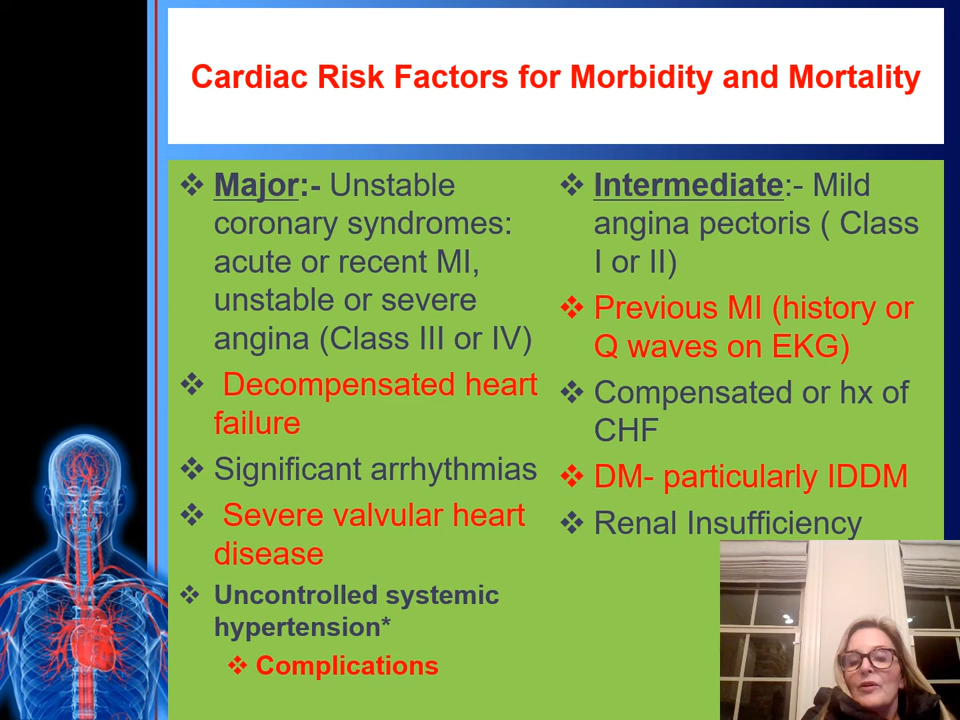 Cardiac Risk Factors for Morbidity and Mortality
❖ Major:- Unstable
coronary syndromes:
acute or recent MI,
unstable or severe
angina (Class III or IV)
❖ Decompensated heart
failure
❖ Significant arrhythmias
❖ Severe valvular heart
disease
❖ Uncontrolled systemic
hypertension*
❖ Complications
❖ Intermediate:- Mild
angina pectoris ( Class
I or II)
❖ Previous MI (history or
Q waves on EKG)
❖ Compensated or hx of
CHF
❖ DM- particularly IDDM
❖ Renal Insufficiency